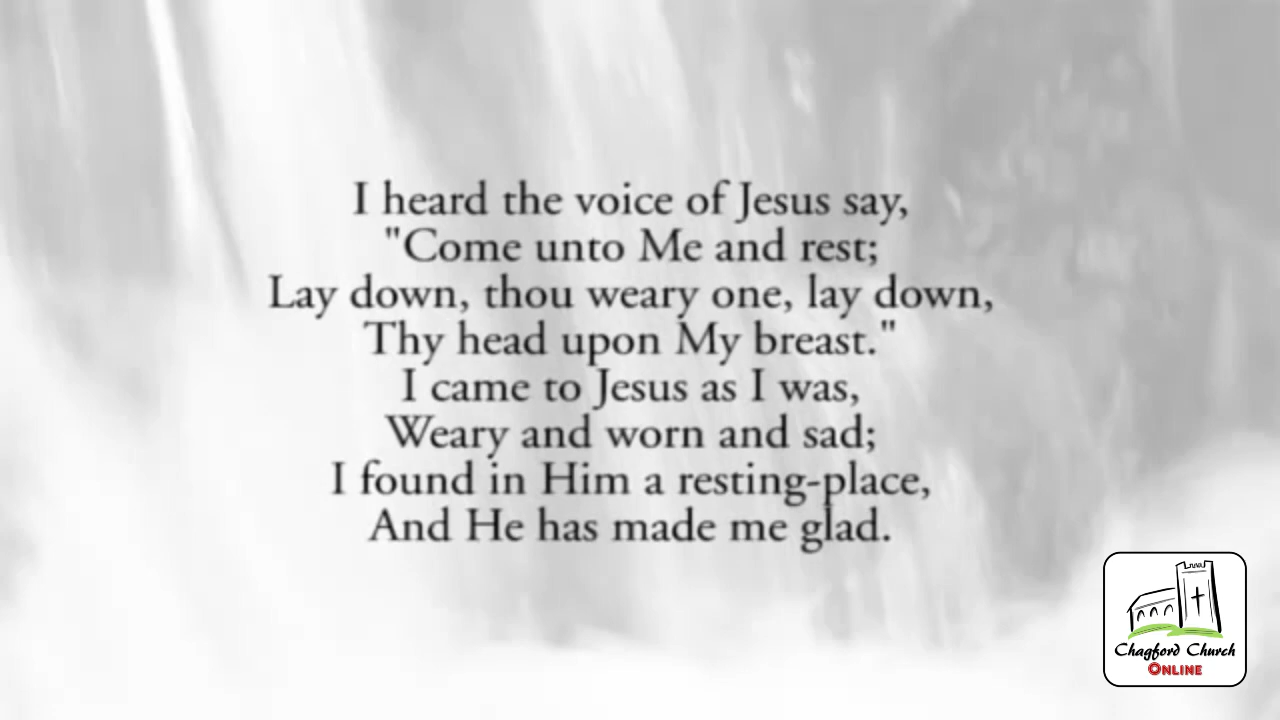 I heard the voice of Jesus say,
"Come unto Me and rest;
Lay down, thou weary one, lay down,
Thy head upon My breast."
I came to Jesus as I was,
Weary and worn and sad;
I found in Him a resting-place,
And He has made me glad.
Chagford Church
ONLINE